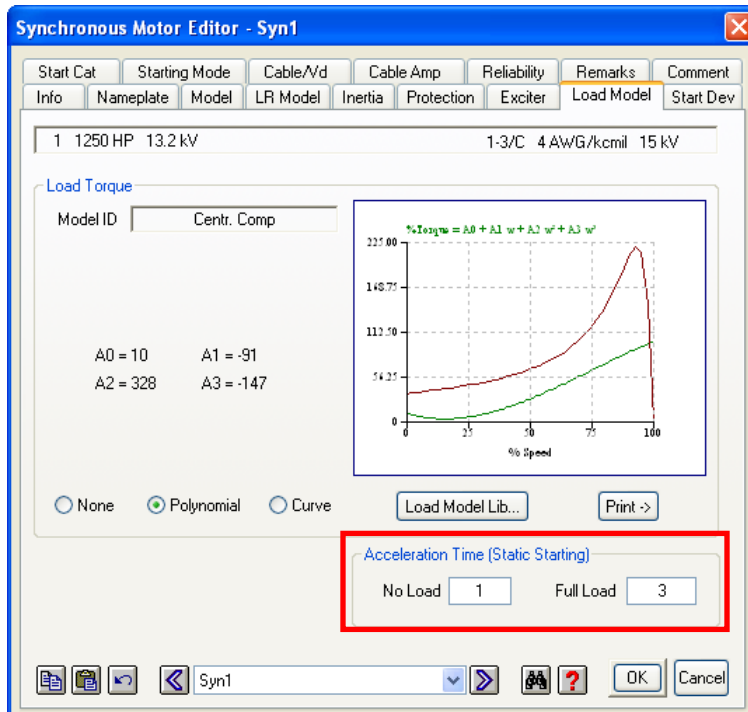 Synchronous Motor Editor - Syn1
Start Cat Starting Mode Cable/Vd Cable Amp Reliability Remarks Comment
Info Nameplate Model LR Model Inertia Protection Exciter Load Model Start Dev
1 1250 HP 13.2 kV 1-3/C 4 AWG/kcmil 15 kV
Load Torque
Model ID Centr. Comp
%Torque = A0 + A1 w + A2 w² + A3 w³
225.00
168.75
112.50
56.25
0
0 25 50 75 100
% Speed
A0 = 10 A1 = -91
A2 = 328 A3 = -147
None Polynomial Curve Load Model Lib... Print ->
Acceleration Time (Static Starting)
No Load 1 Full Load 3
Syn1 ? OK Cancel